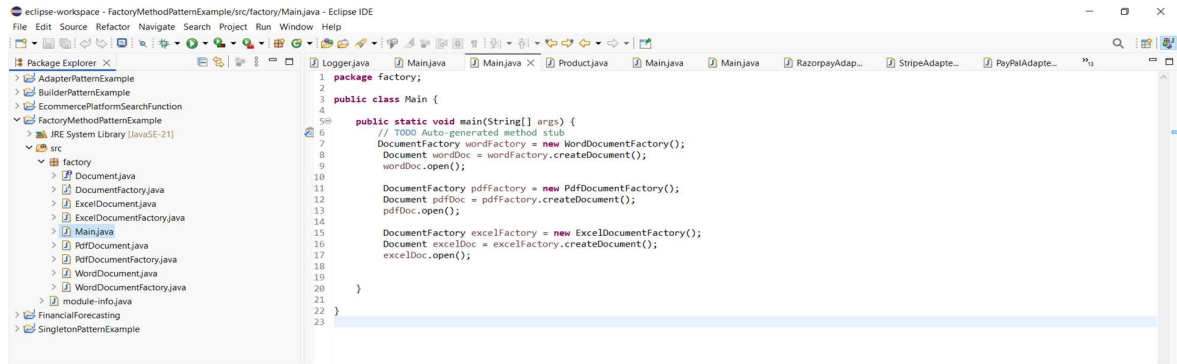 eclipse-workspace - FactoryMethodPatternExample/src/factory/Main.java - Eclipse IDE
File Edit Source Refactor Navigate Search Project Run Window Help
Package Explorer
AdapterPatternExample
BuilderPatternExample
EcommercePlatformSearchFunction
FactoryMethodPatternExample
JRE System Library [JavaSE-21]
src
factory
Document.java
DocumentFactory.java
ExcelDocument.java
ExcelDocumentFactory.java
Main.java
PdfDocument.java
PdfDocumentFactory.java
WordDocument.java
WordDocumentFactory.java
module-info.java
FinancialForecasting
SingletonPatternExample
Logger.java Main.java Main.java Product.java Main.java Main.java RazorpayAdap... StripeAdapte... PayPalAdapte... »13
1 package factory;
2
3 public class Main {
4
5 public static void main(String[] args) {
6 // TODO Auto-generated method stub
7 DocumentFactory wordFactory = new WordDocumentFactory();
8 Document wordDoc = wordFactory.createDocument();
9 wordDoc.open();
10
11 DocumentFactory pdfFactory = new PdfDocumentFactory();
12 Document pdfDoc = pdfFactory.createDocument();
13 pdfDoc.open();
14
15 DocumentFactory excelFactory = new ExcelDocumentFactory();
16 Document excelDoc = excelFactory.createDocument();
17 excelDoc.open();
18
19
20 }
21
22 }
23